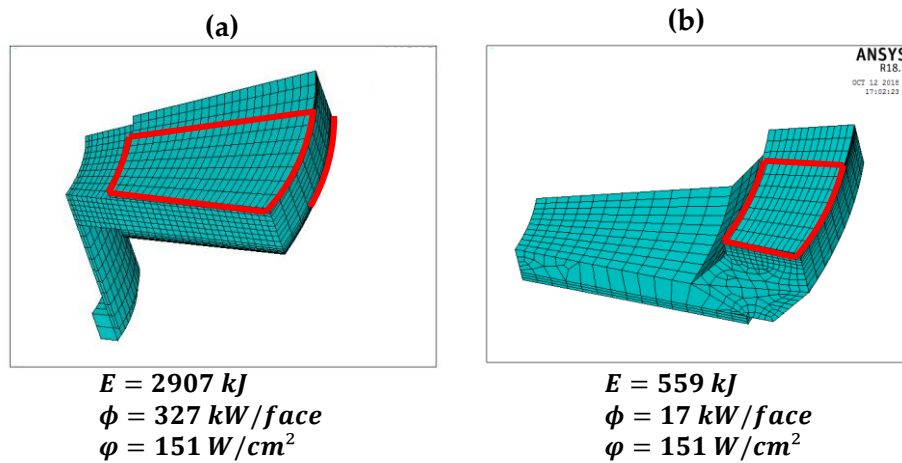 (a)
(b)
ANSYS
R18.
OCT 12 2018
17:02:23
E = 2907 kJ
ϕ = 327 kW/face
φ = 151 W/cm²
E = 559 kJ
ϕ = 17 kW/face
φ = 151 W/cm²